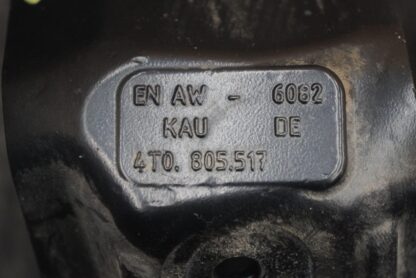 EN AW - 6082
KAU DE
4T0. 805.517